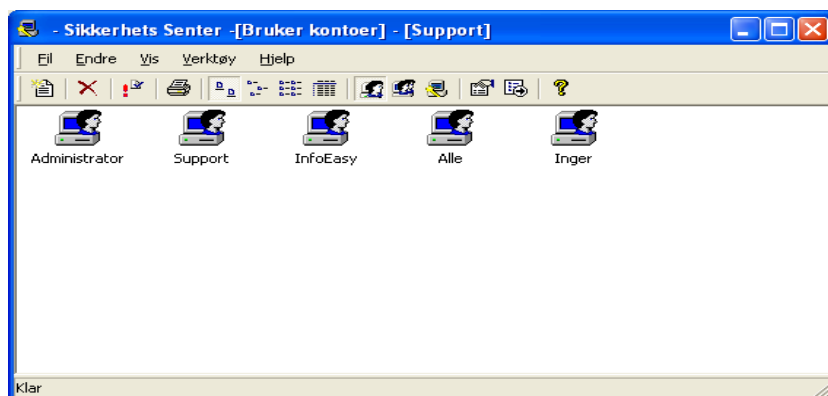 - Sikkerhets Senter -[Bruker kontoer] - [Support]
Fil Endre Vis Verktøy Hjelp
Administrator Support InfoEasy Alle Inger
Klar